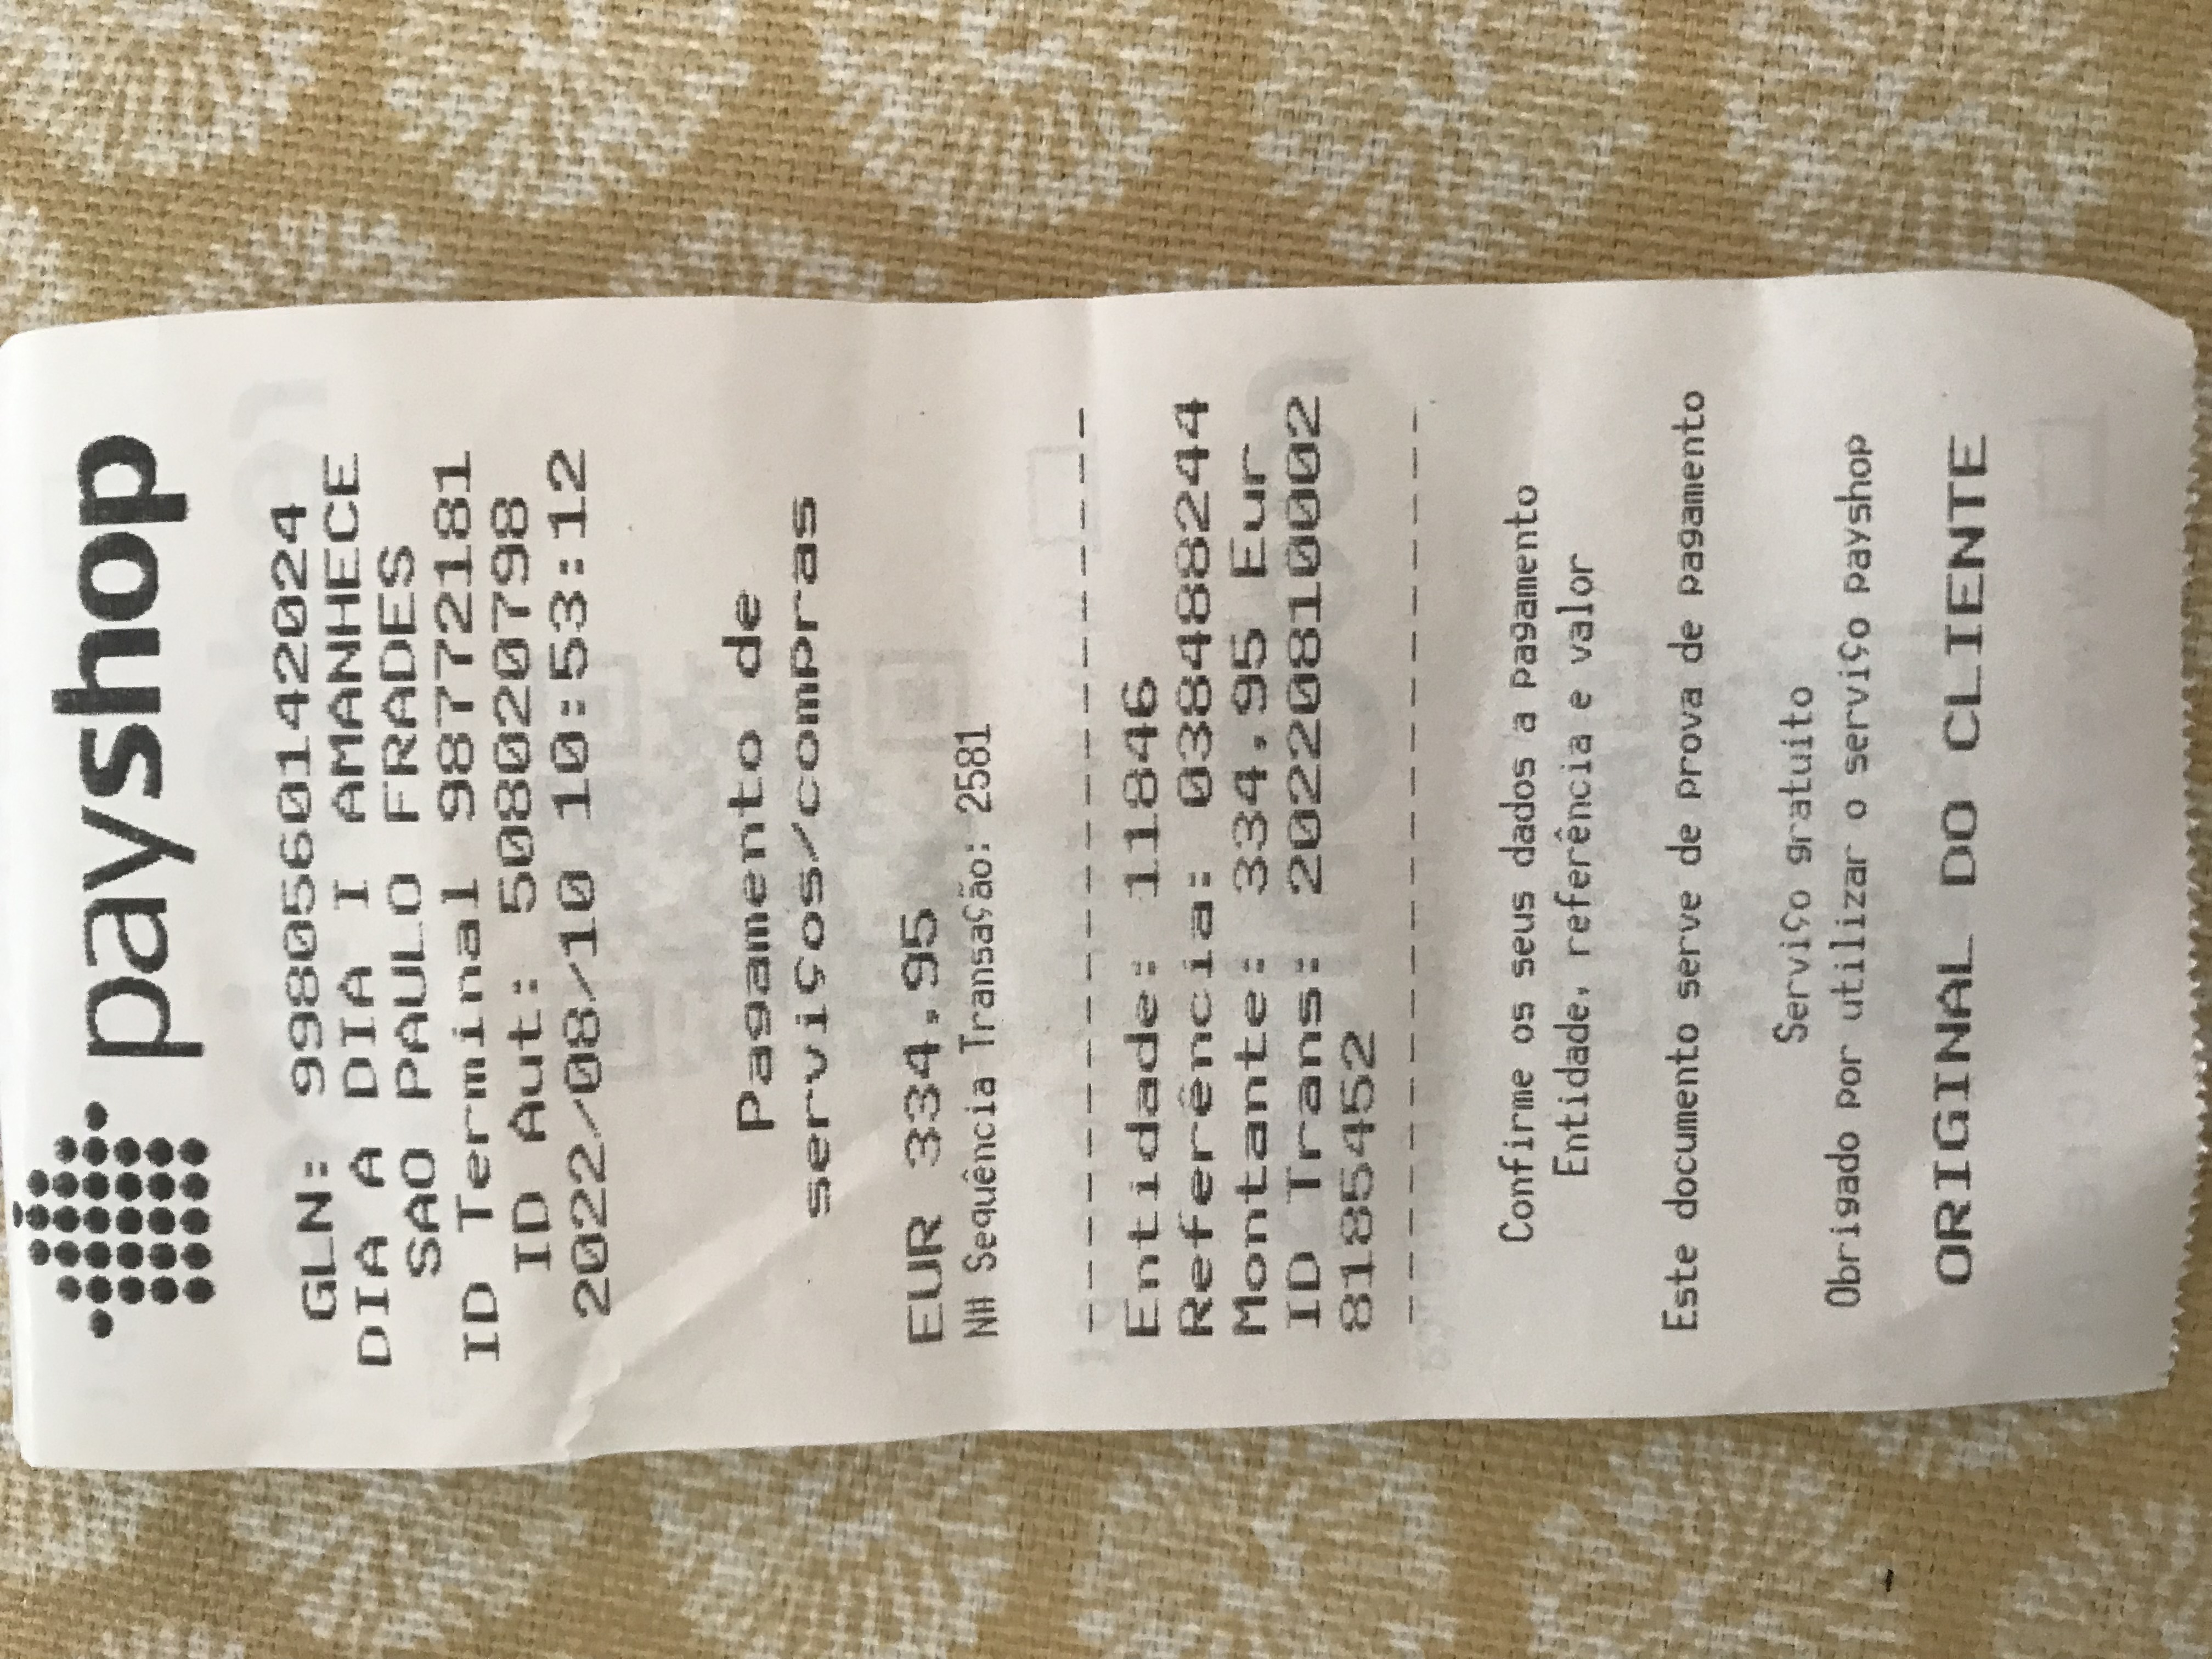 payshop
GLN: 9980560142024
DIA A DIA I AMANHECE
SAO PAULO FRADES
ID Terminal 98772181
ID Aut: 508020798
2022/08/10 10:53:12
Pagamento de
serviços/compras
EUR 334.95
N# Sequência Transação: 2581
--------------------
Entidade: 11846
Referência: 038488244
Montante: 334.95 Eur
ID Trans: 2022081000​2
8185452
--------------------
Confirme os seus dados a pagamento
Entidade, referência e valor
Este documento serve de prova de pagamento
Serviço gratuito
Obrigado por utilizar o serviço payshop
ORIGINAL DO CLIENTE